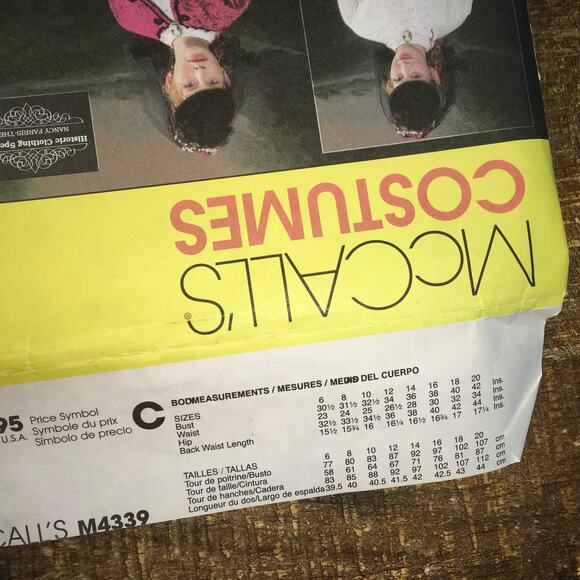 Historic Clothing Spe
NANCY FARRIS-THE
COSTUMES
McCALL'S
®
95 Price Symbol
U.S.A. Symbole du prix
Símbolo de precio
C
MEASUREMENTS / MESURES / DEL CUERPO
SIZES 6 8 10 12 14 16 18 20
Bust 30½ 31½ 32½ 34 36 38 40 42 Ins.
Waist 23 24 25 26½ 28 30 32 34 Ins.
Hip 32½ 33½ 34½ 36 38 40 42 44 Ins.
Back Waist Length 15½ 15¾ 16 16¼ 16½ 16¾ 17 17¼ Ins.
TAILLES / TALLAS 6 8 10 12 14 16 18 20
Tour de poitrine/Busto 77 80 83 87 92 97 102 107 cm
Tour de taille/Cintura 58 61 64 67 71 76 81 87 cm
Tour de hanches/Cadera 83 85 88 92 97 102 107 112 cm
Longueur du dos/Largo de espalda 39.5 40 40.5 41.5 42 42.5 43 44 cm
CALL'S M4339